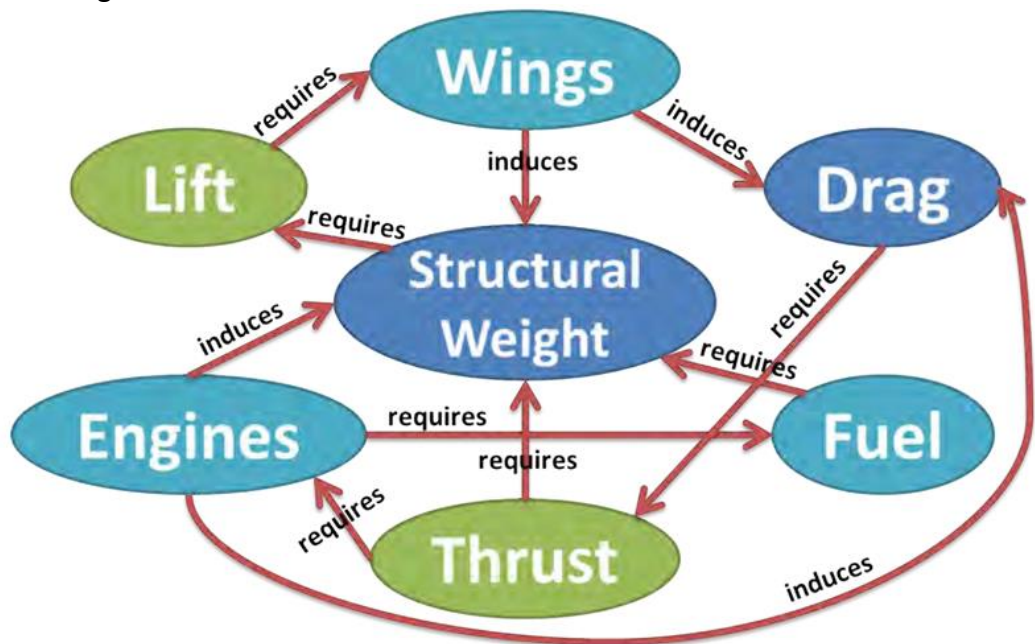 Wings
requires
induces
induces
Lift
Drag
requires
Structural
Weight
requires
induces
requires
Engines
requires
Fuel
requires
requires
Thrust
induces